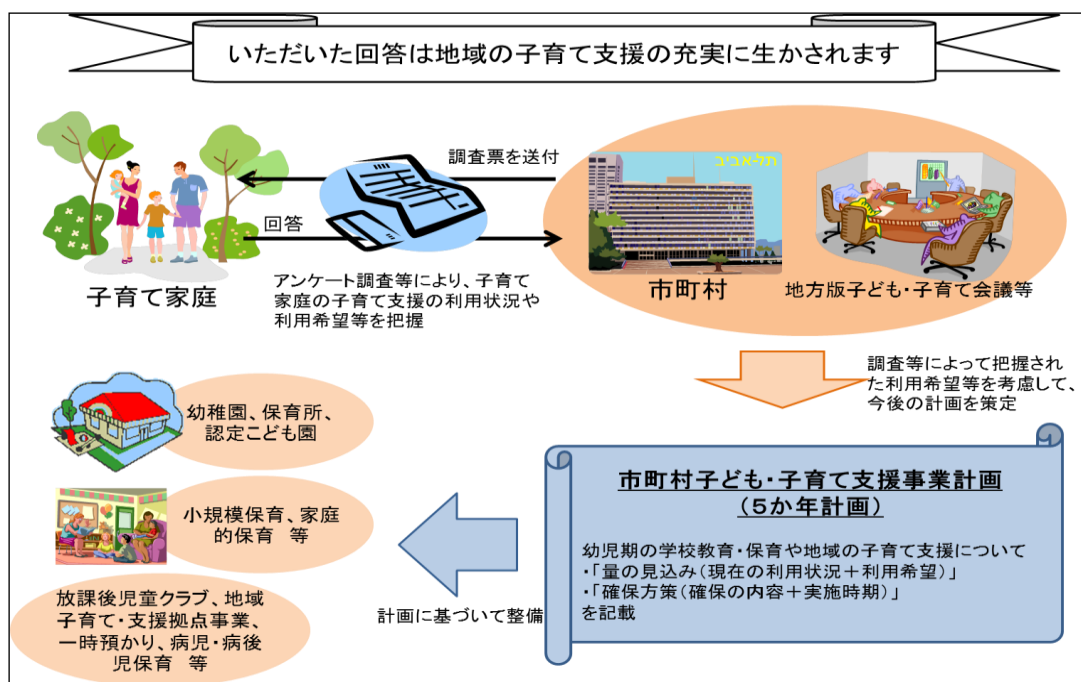 いただいた回答は地域の子育て支援の充実に生かされます
調査票を送付
回答
子育て家庭
アンケート調査等により、子育て
家庭の子育て支援の利用状況や
利用希望等を把握
תל-אביב
市町村
地方版子ども・子育て会議等
調査等によって把握され
た利用希望等を考慮して、
今後の計画を策定
幼稚園、保育所、
認定こども園
小規模保育、家庭
的保育　等
放課後児童クラブ、地域
子育て・支援拠点事業、
一時預かり、病児・病後
児保育　等
計画に基づいて整備
市町村子ども・子育て支援事業計画
（５か年計画）
幼児期の学校教育・保育や地域の子育て支援について
・「量の見込み（現在の利用状況＋利用希望）」
・「確保方策（確保の内容＋実施時期）」
を記載